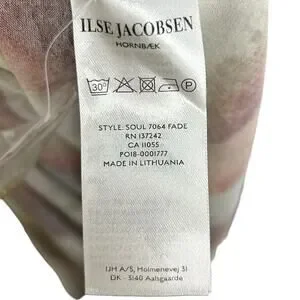 ILSE JACOBSEN
HORNBÆK
30°
P
STYLE: SOUL 7064 FADE
RN 137242
CA 11055
PO18-0001777
MADE IN LITHUANIA
IJH A/S, Holmenevej 31
DK - 3140 Aalsgaarde